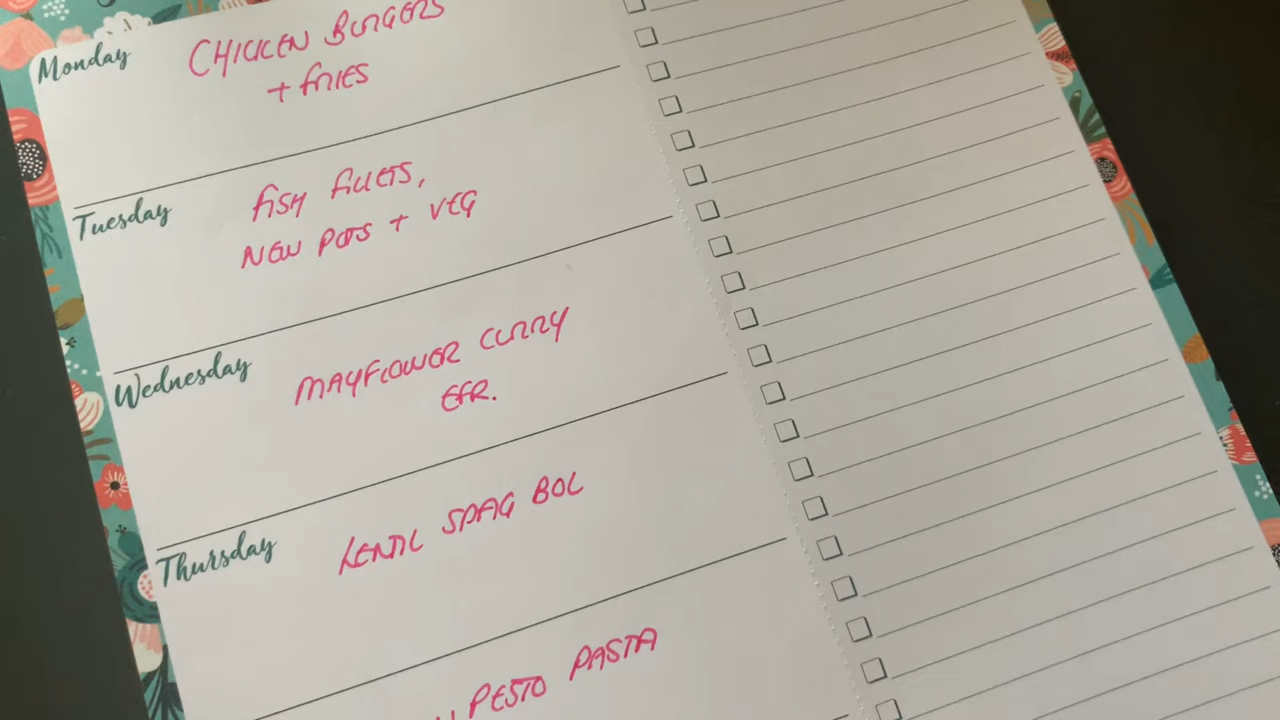 Monday
CHICKEN BURGERS
+ FRIES
Tuesday
FISH FILLETS,
NEW POTS + VEG
Wednesday
MAYFLOWER CURRY
EFR.
Thursday
LENTIL SPAG BOL
PESTO PASTA